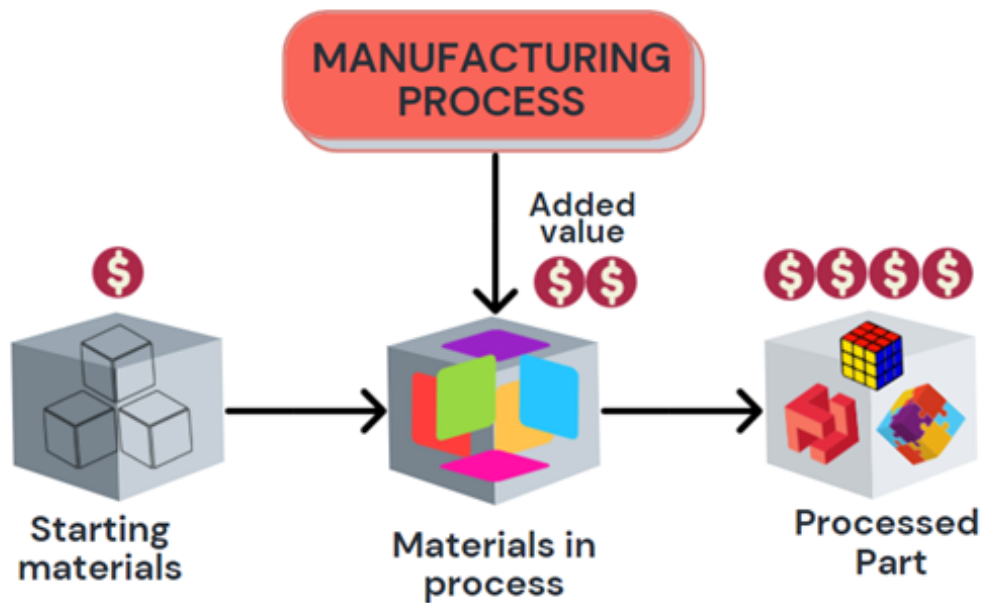 MANUFACTURING
PROCESS
Added
value
$
$ $
$ $ $ $
Starting
materials
Materials in
process
Processed
Part